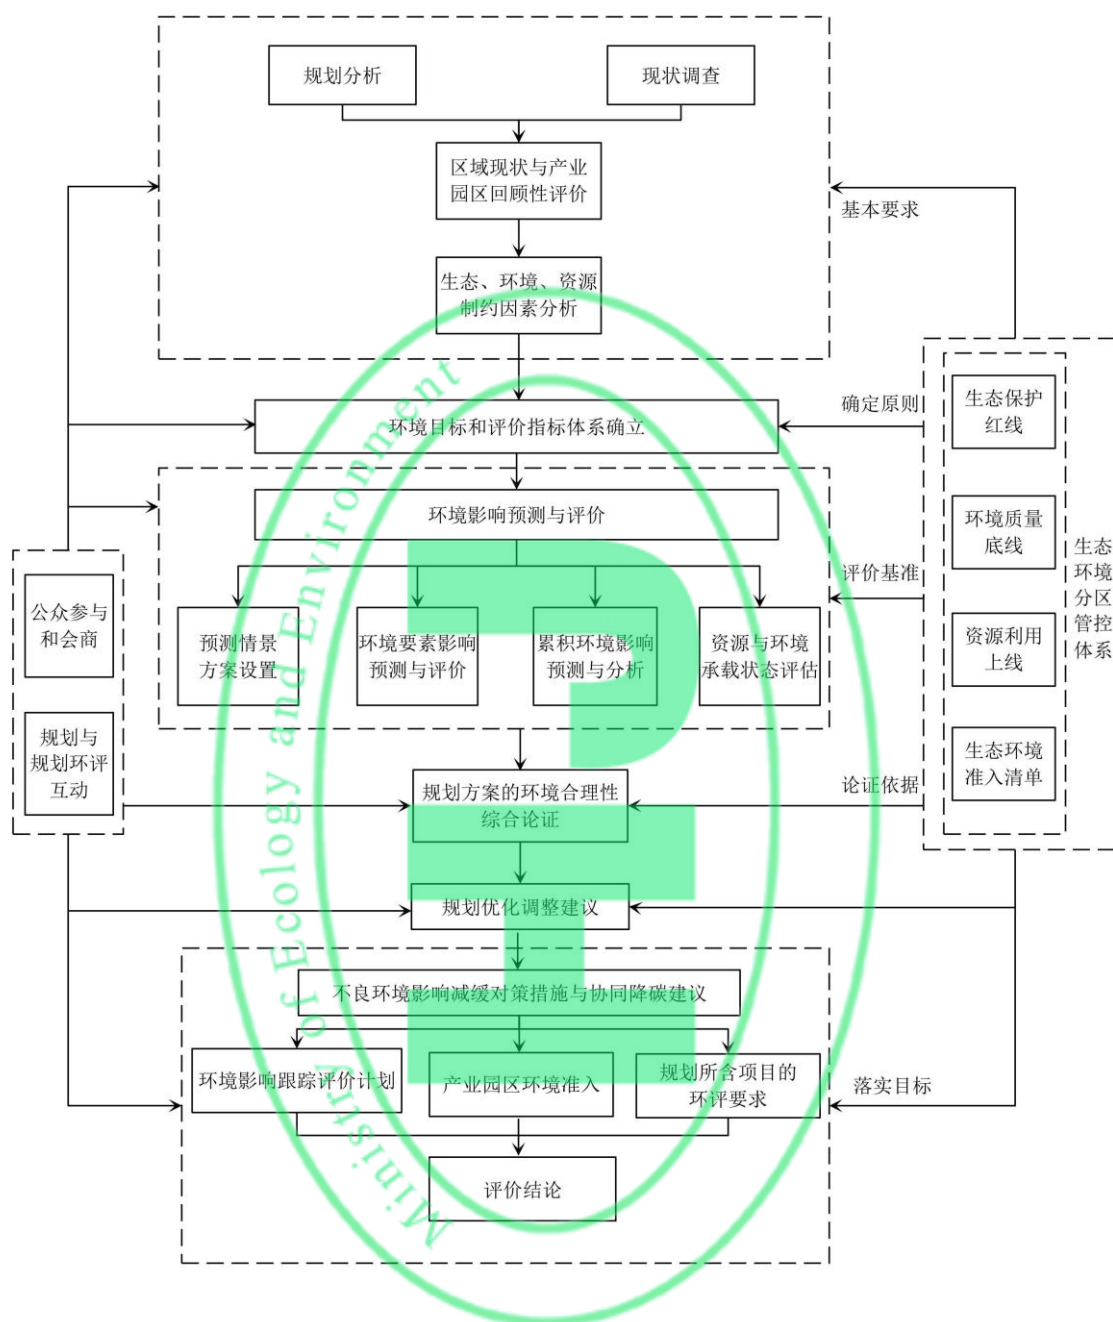 规划分析
现状调查
区域现状与产业
园区回顾性评价
基本要求
生态、环境、资源
制约因素分析
确定原则
环境目标和评价指标体系确立
环境影响预测与评价
评价基准
预测情景
方案设置
环境要素影响
预测与评价
累积环境影响
预测与分析
资源与环境
承载状态评估
公众参与
和会商
规划与
规划环评
互动
生态保护
红线
环境质量
底线
资源利用
上线
生态环境
准入清单
生态
环境
分区
管控
体系
规划方案的环境合理性
综合论证
论证依据
规划优化调整建议
不良环境影响减缓对策措施与协同降碳建议
环境影响跟踪评价计划
产业园区环境准入
规划所含项目的
环评要求
落实目标
评价结论
Ministry of Ecology and Environment